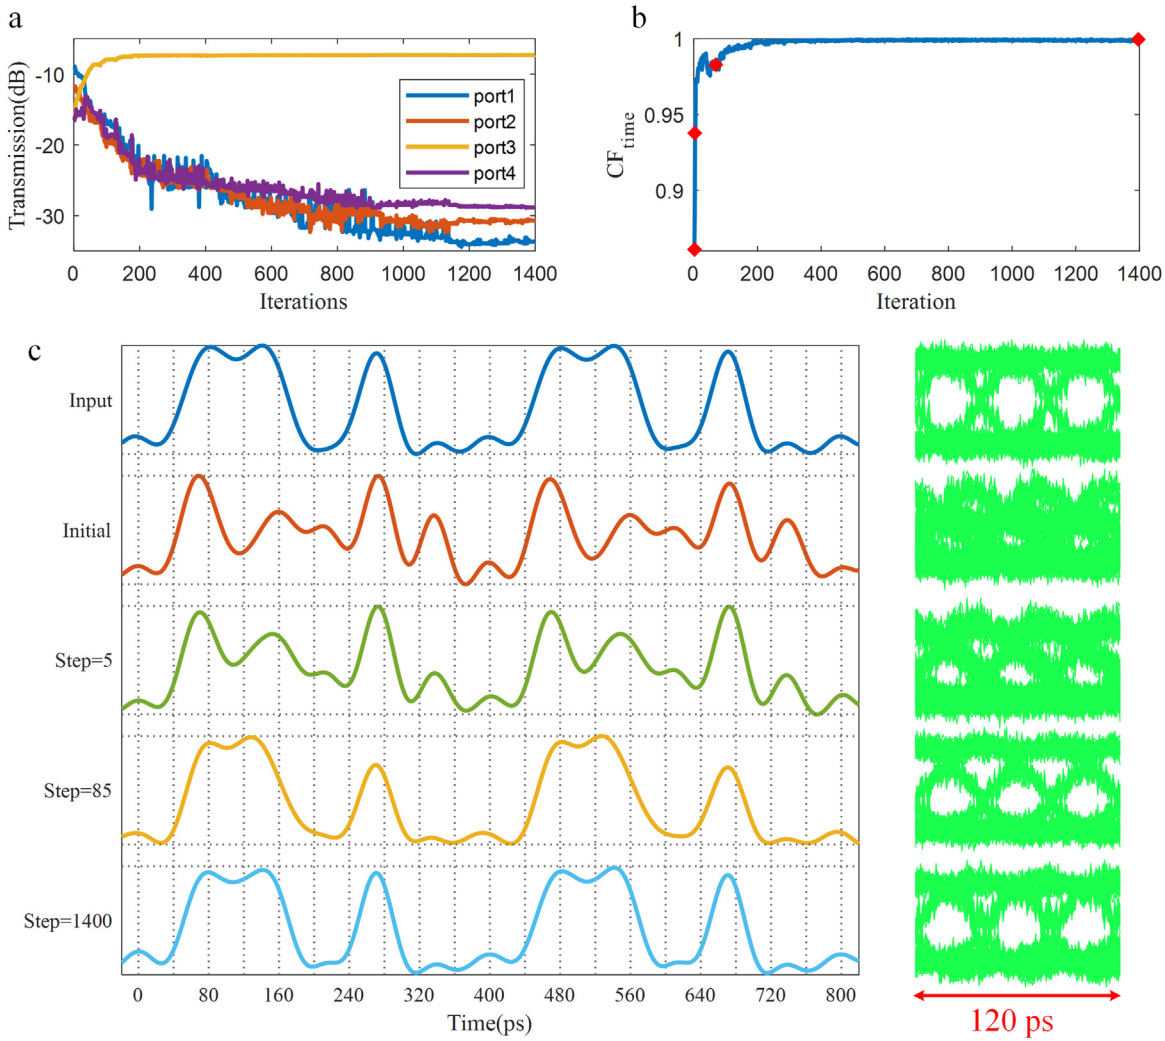 a
Transmission(dB)
-10
-20
-30
port1
port2
port3
port4
0 200 400 600 800 1000 1200 1400
Iterations
b
CF_time
1
0.95
0.9
0 200 400 600 800 1000 1200 1400
Iteration
c
Input
Initial
Step=5
Step=85
Step=1400
0 80 160 240 320 400 480 560 640 720 800
Time(ps)
120 ps